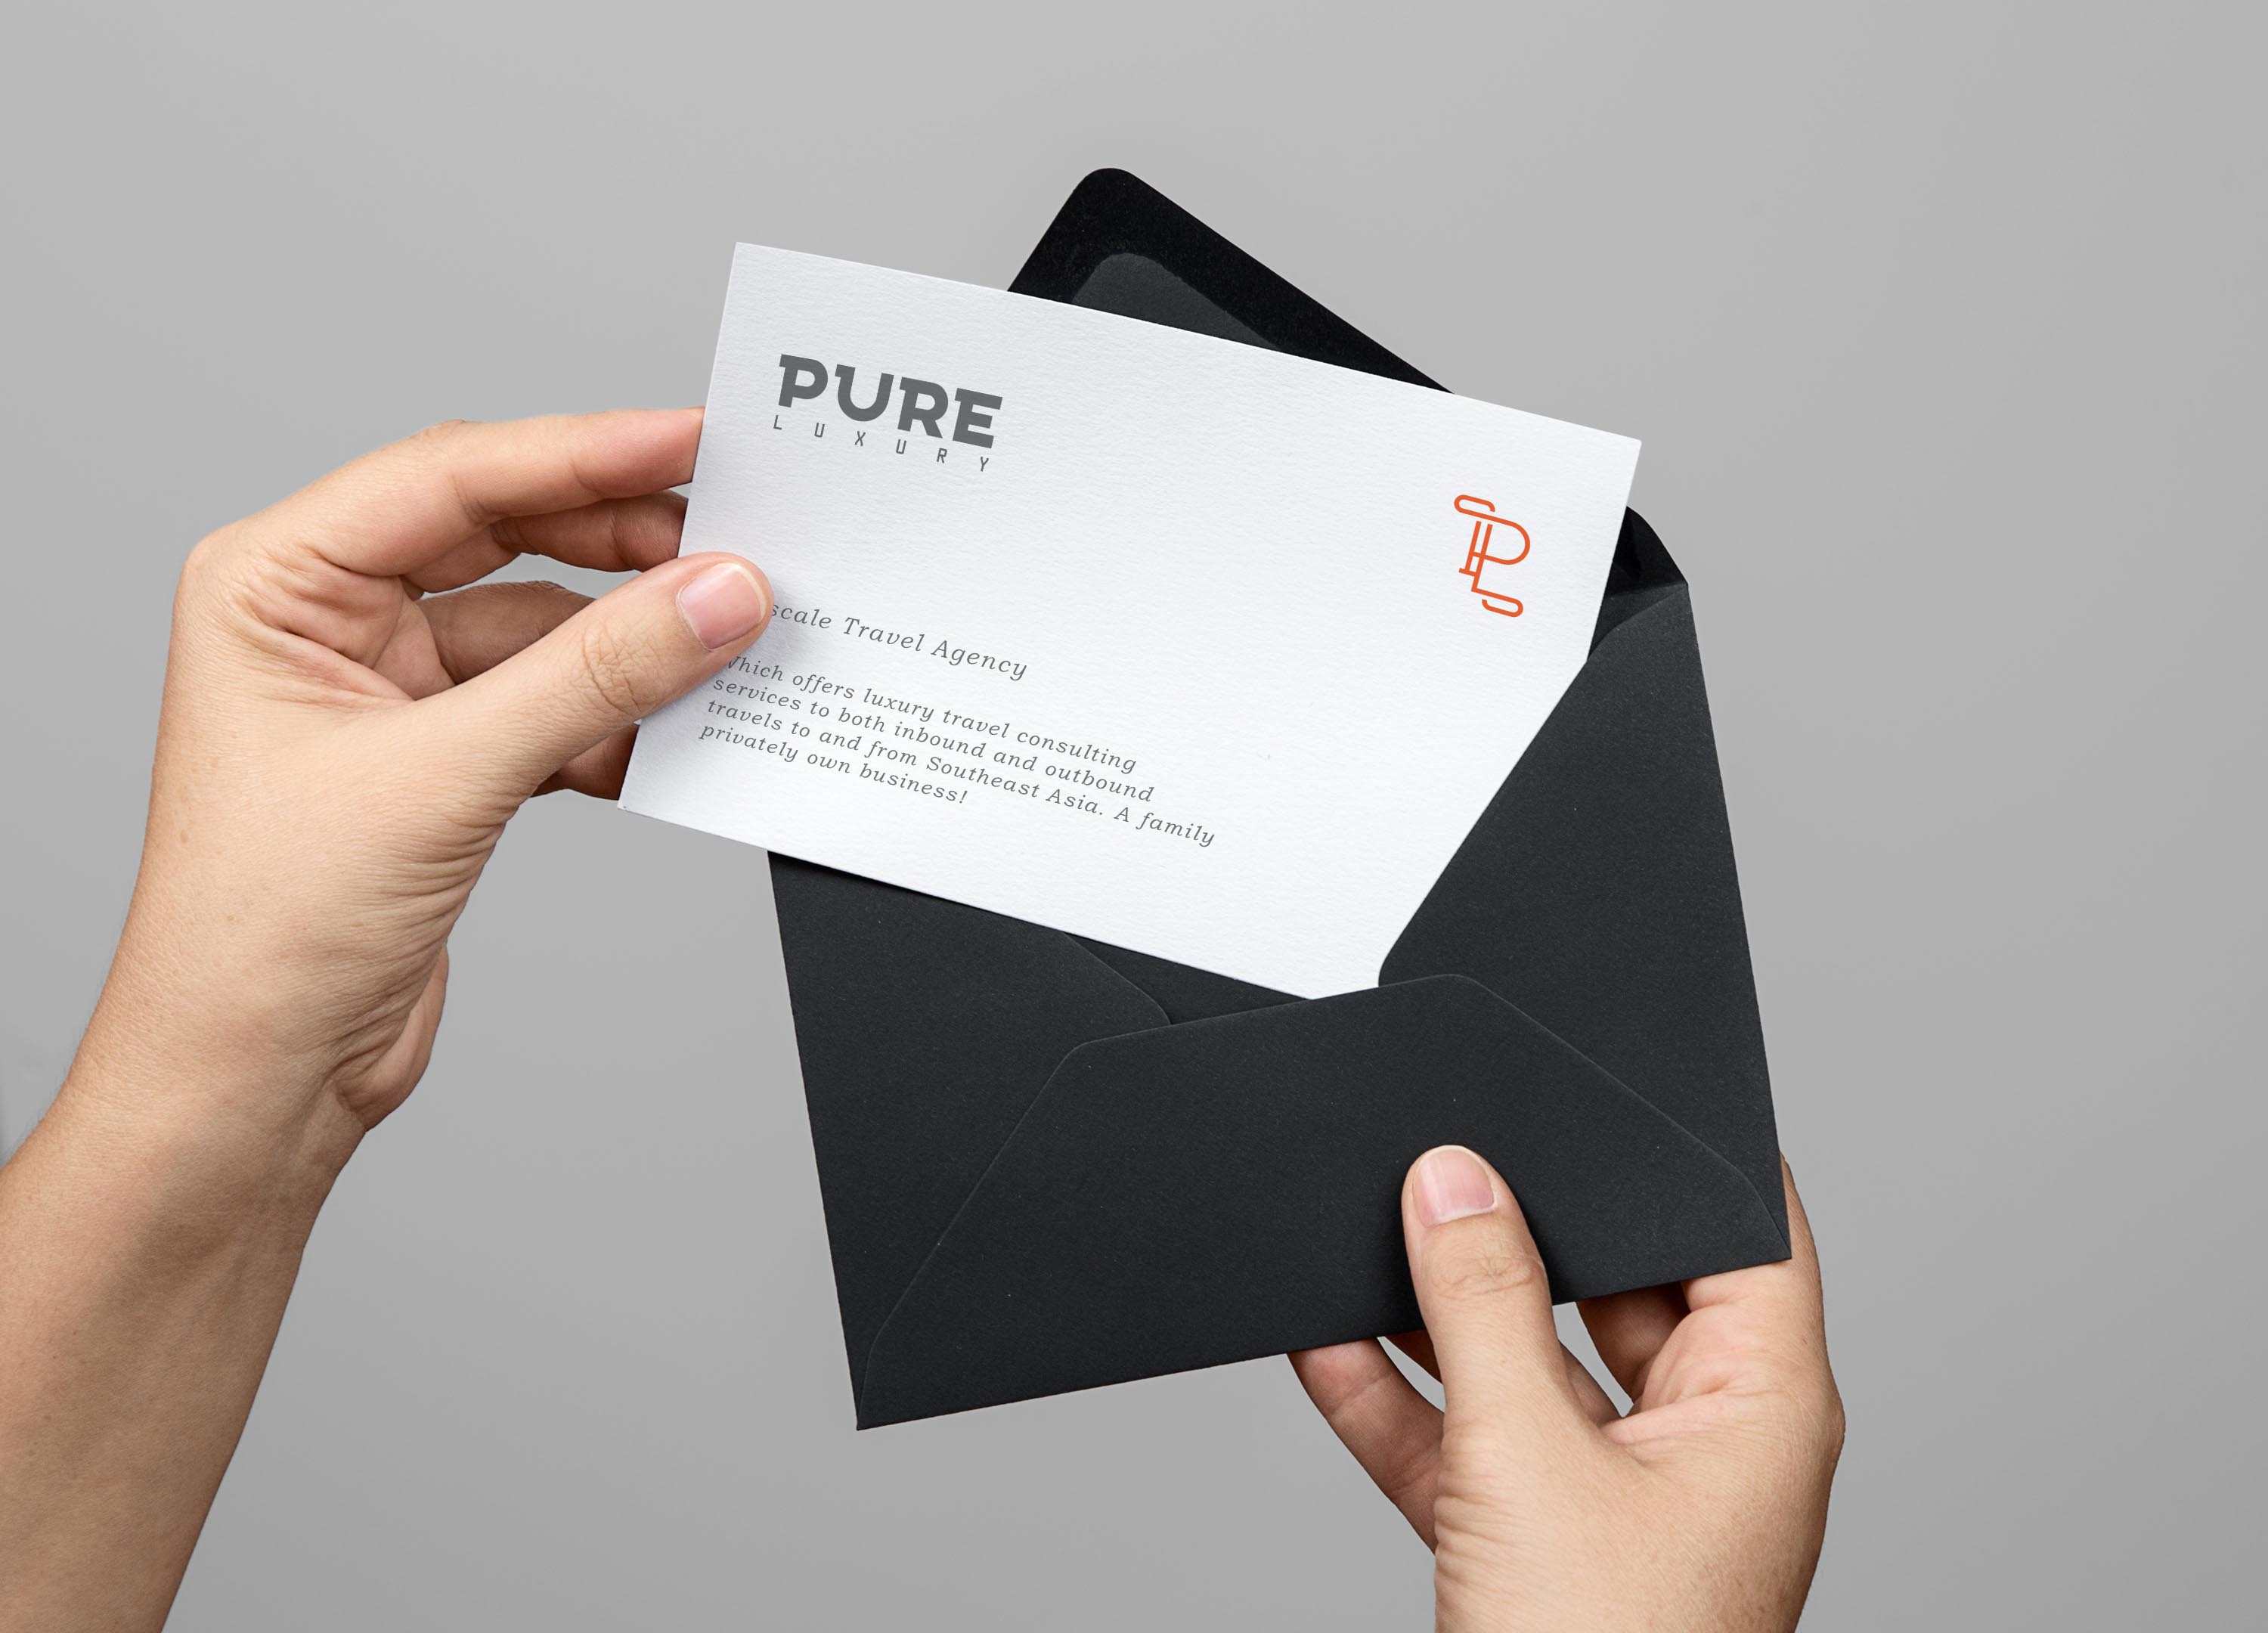 PURE
LUXURY
PL
scale Travel Agency
Which offers luxury travel consulting
services to both inbound and outbound
travels to and from Southeast Asia. A family
privately own business!